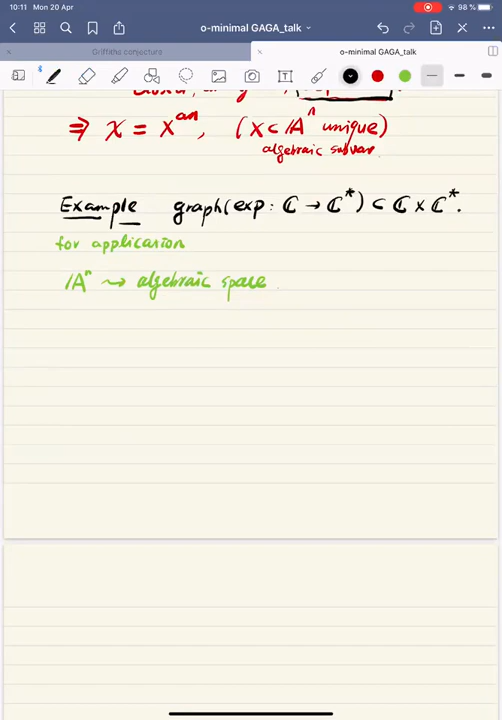 10:11 Mon 20 Apr
98 %
o-minimal GAGA_talk
Griffiths conjecture
o-minimal GAGA_talk
⇒ X = X^an, (X ⊂ /A^n unique)
algebraic subvar.
Example graph(exp: ℂ → ℂ*) ⊂ ℂ × ℂ*.
for application
/A^n ⇝ algebraic space.